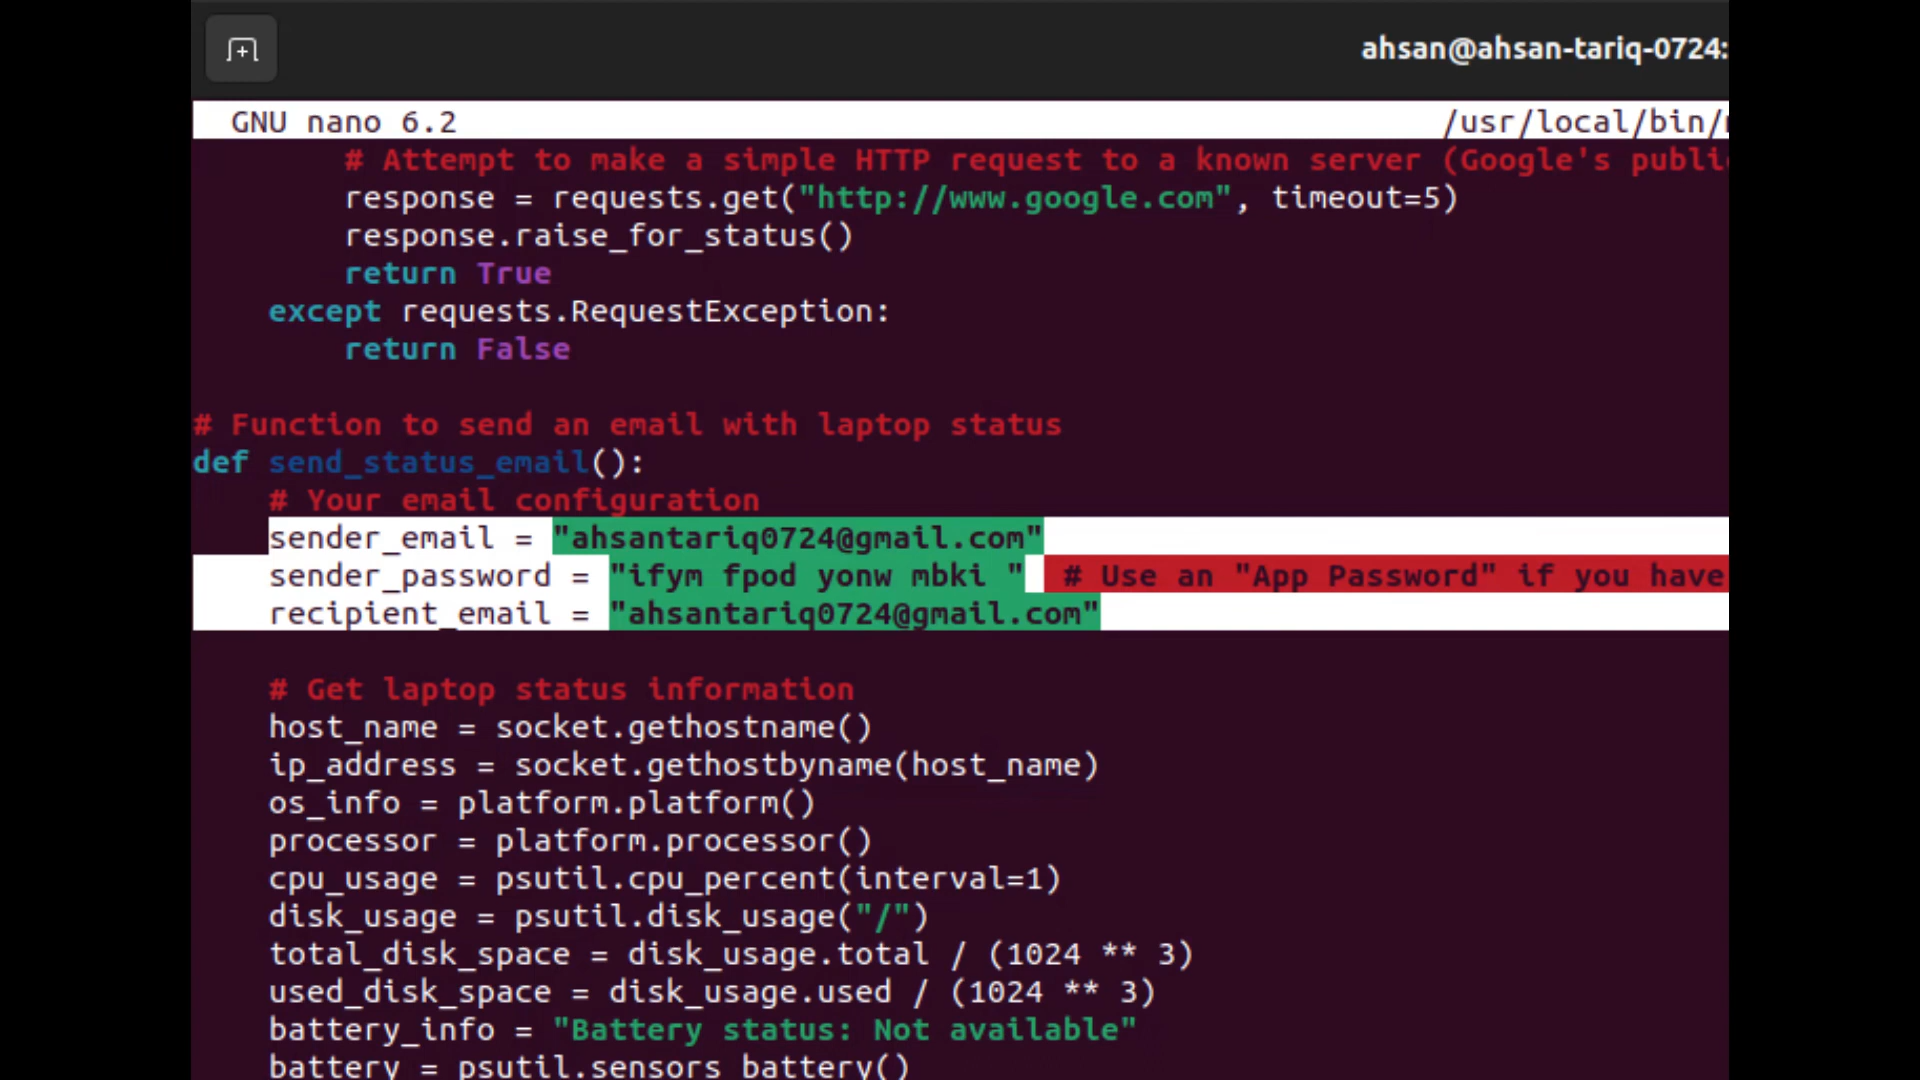 ahsan@ahsan-tariq-0724:
GNU nano 6.2 /usr/local/bin/
# Attempt to make a simple HTTP request to a known server (Google's publi
response = requests.get("http://www.google.com", timeout=5)
response.raise_for_status()
return True
except requests.RequestException:
return False
# Function to send an email with laptop status
def send_status_email():
# Your email configuration
sender_email = "ahsantariq0724@gmail.com"
sender_password = "ifym fpod yonw mbki " # Use an "App Password" if you have
recipient_email = "ahsantariq0724@gmail.com"
# Get laptop status information
host_name = socket.gethostname()
ip_address = socket.gethostbyname(host_name)
os_info = platform.platform()
processor = platform.processor()
cpu_usage = psutil.cpu_percent(interval=1)
disk_usage = psutil.disk_usage("/")
total_disk_space = disk_usage.total / (1024 ** 3)
used_disk_space = disk_usage.used / (1024 ** 3)
battery_info = "Battery status: Not available"
battery = psutil.sensors_battery()